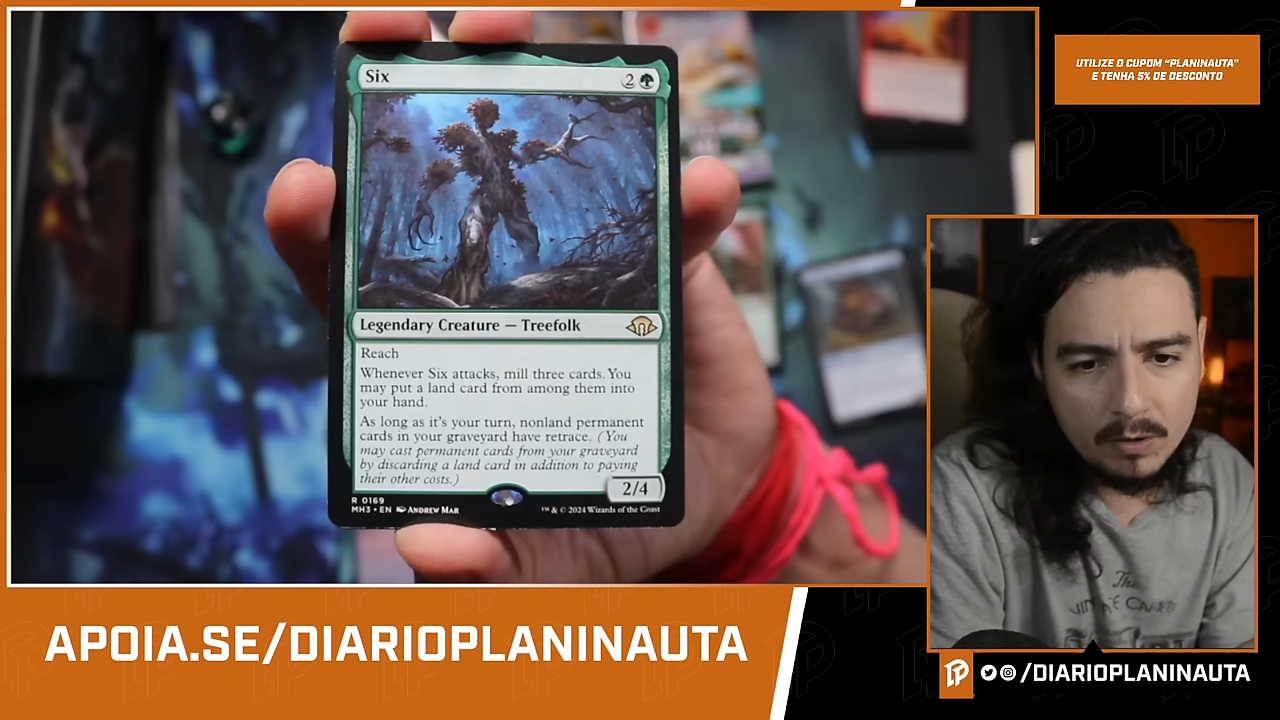 Six
2
Legendary Creature — Treefolk
Reach
Whenever Six attacks, mill three cards. You
may put a land card from among them into
your hand.
As long as it's your turn, nonland permanent
cards in your graveyard have retrace. (You
may cast permanent cards from your graveyard
by discarding a land card in addition to paying
their other costs.)
2/4
R 0169
MH3 • EN ANDREW MAR
™ & © 2024 Wizards of the Coast
UTILIZE O CUPOM "PLANINAUTA"
E TENHA 5% DE DESCONTO
The
APOIA.SE/DIARIOPLANINAUTA
/DIARIOPLANINAUTA